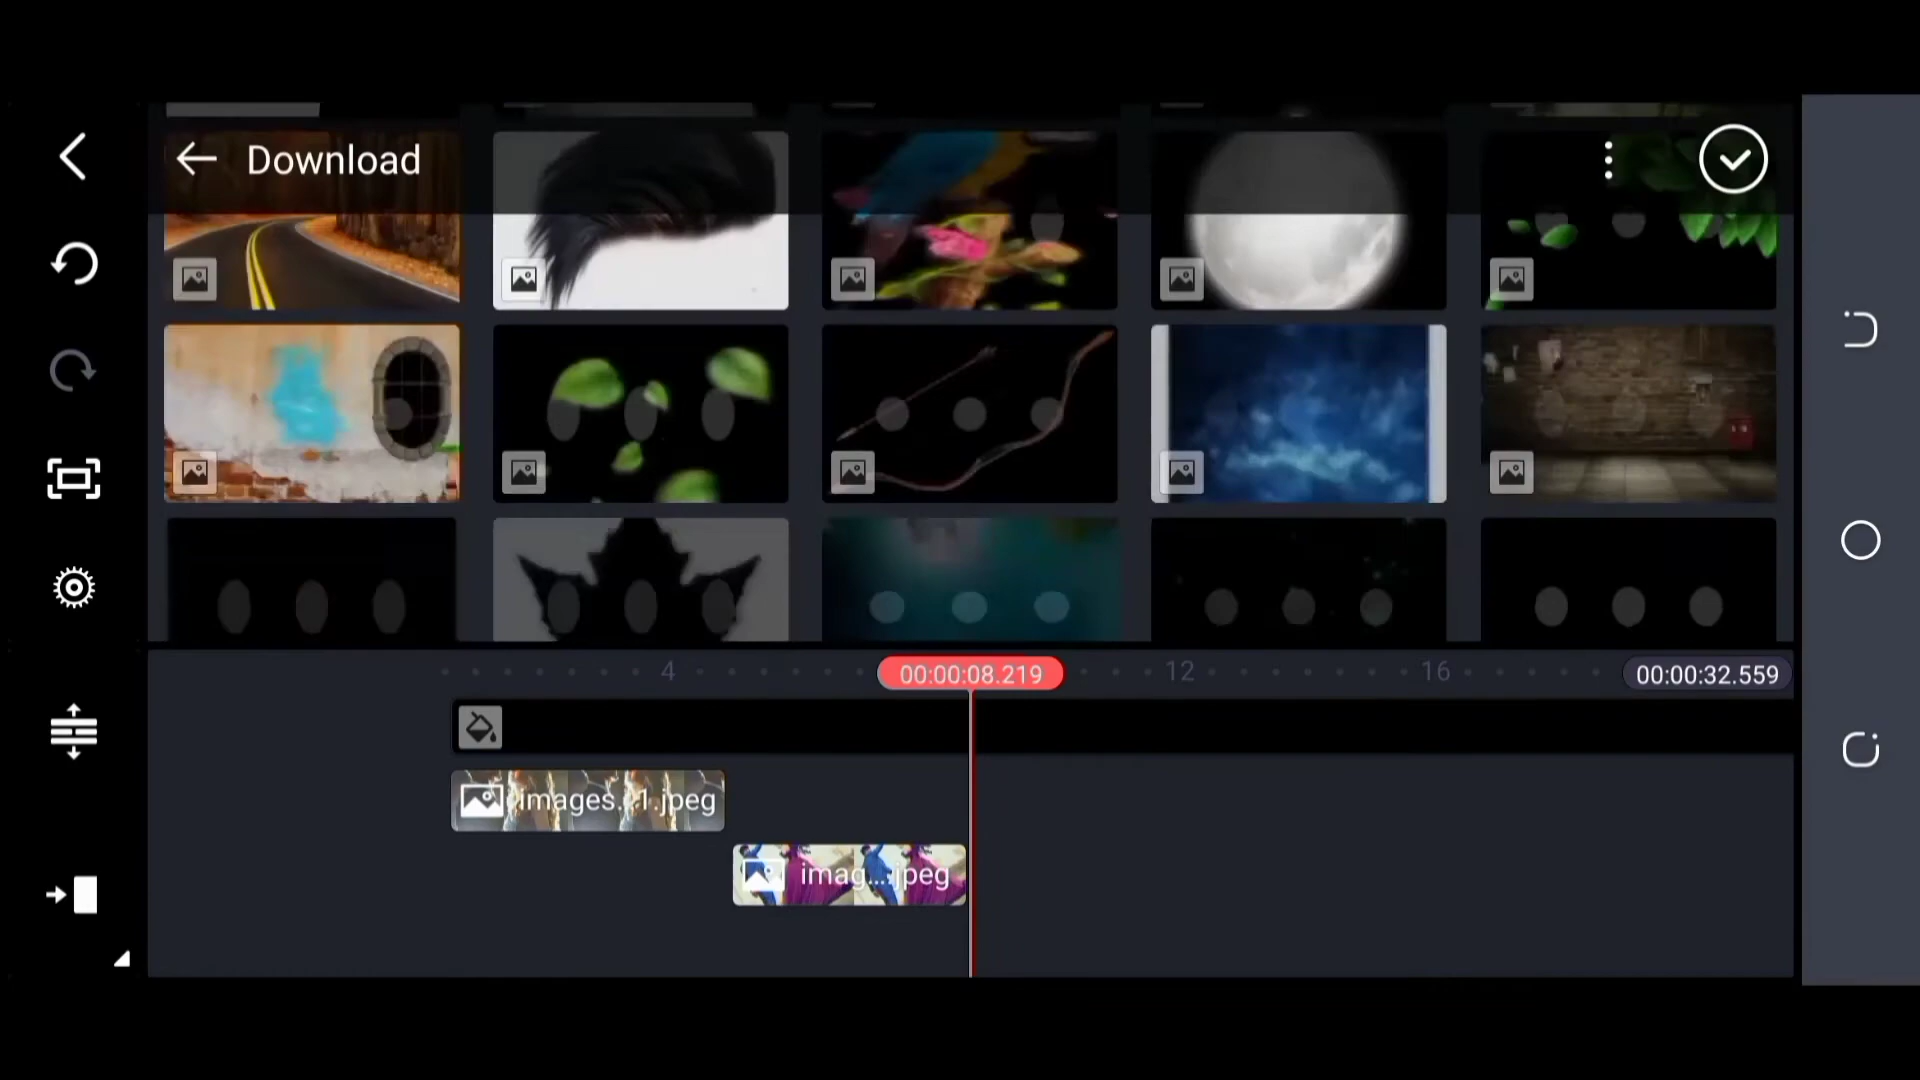 Download
4
00:00:08.219
12
16
00:00:32.559
images.
1.jpeg
imag...jpeg